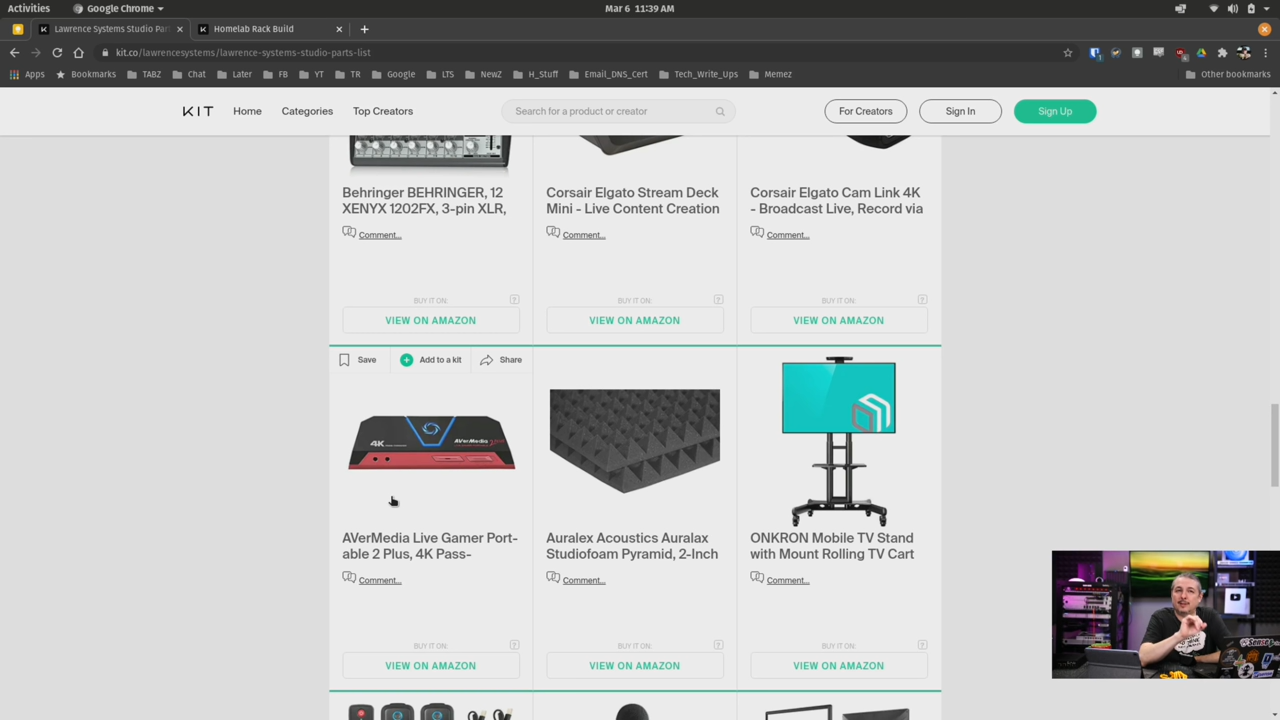 Activities
Google Chrome
Mar 6 11:39 AM
Lawrence Systems Studio Par
Homelab Rack Build
kit.co/lawrencesystems/lawrence-systems-studio-parts-list
Apps
Bookmarks
TABZ
Chat
Later
FB
YT
TR
Google
LTS
NewZ
H_Stuff
Email_DNS_Cert
Tech_Write_Ups
Memez
Other bookmarks
KIT
Home
Categories
Top Creators
Search for a product or creator
For Creators
Sign In
Sign Up
Behringer BEHRINGER, 12
XENYX 1202FX, 3-pin XLR,
Comment...
BUY IT ON:
?
VIEW ON AMAZON
Corsair Elgato Stream Deck
Mini - Live Content Creation
Comment...
BUY IT ON:
?
VIEW ON AMAZON
Corsair Elgato Cam Link 4K
- Broadcast Live, Record via
Comment...
BUY IT ON:
?
VIEW ON AMAZON
Save
Add to a kit
Share
4K
AVerMedia
AVerMedia Live Gamer Port-
able 2 Plus, 4K Pass-
Comment...
BUY IT ON:
?
VIEW ON AMAZON
Auralex Acoustics Auralax
Studiofoam Pyramid, 2-Inch
Comment...
BUY IT ON:
?
VIEW ON AMAZON
ONKRON Mobile TV Stand
with Mount Rolling TV Cart
Comment...
BUY IT ON:
?
VIEW ON AMAZON